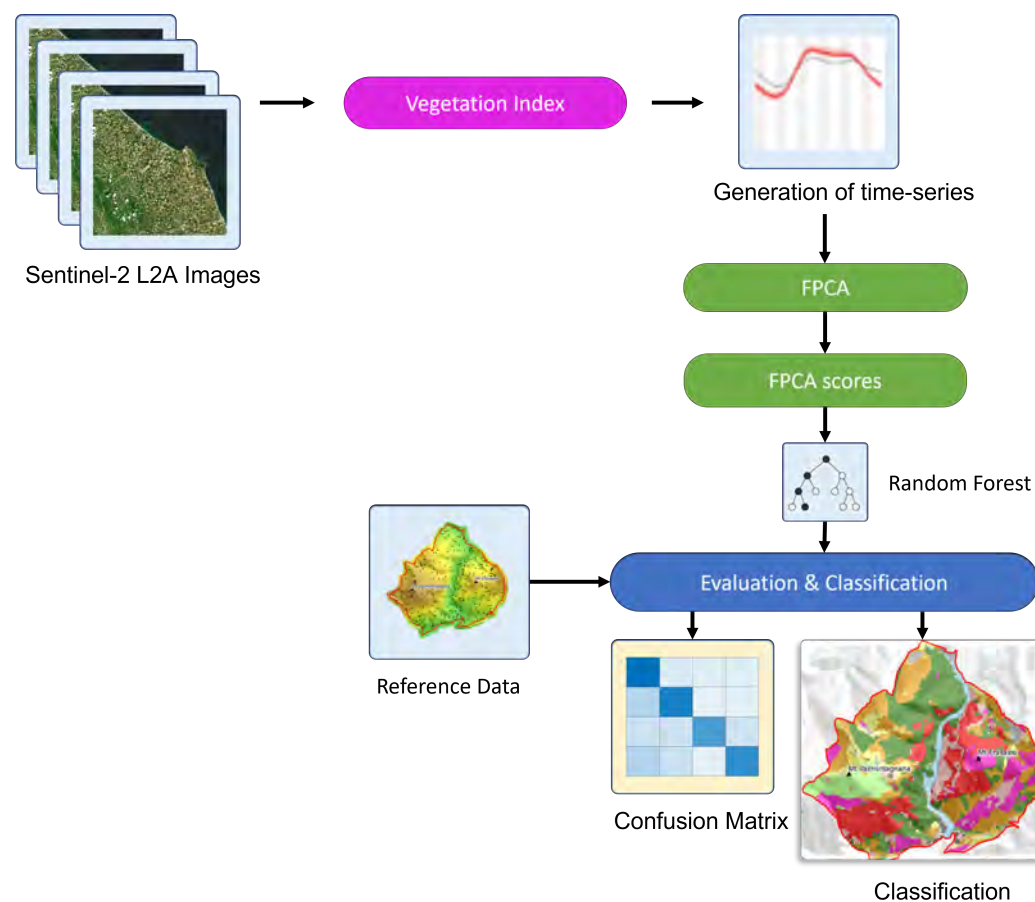 Vegetation Index
Generation of time-series
Sentinel-2 L2A Images
FPCA
FPCA scores
Random Forest
Evaluation & Classification
Reference Data
Confusion Matrix
Classification